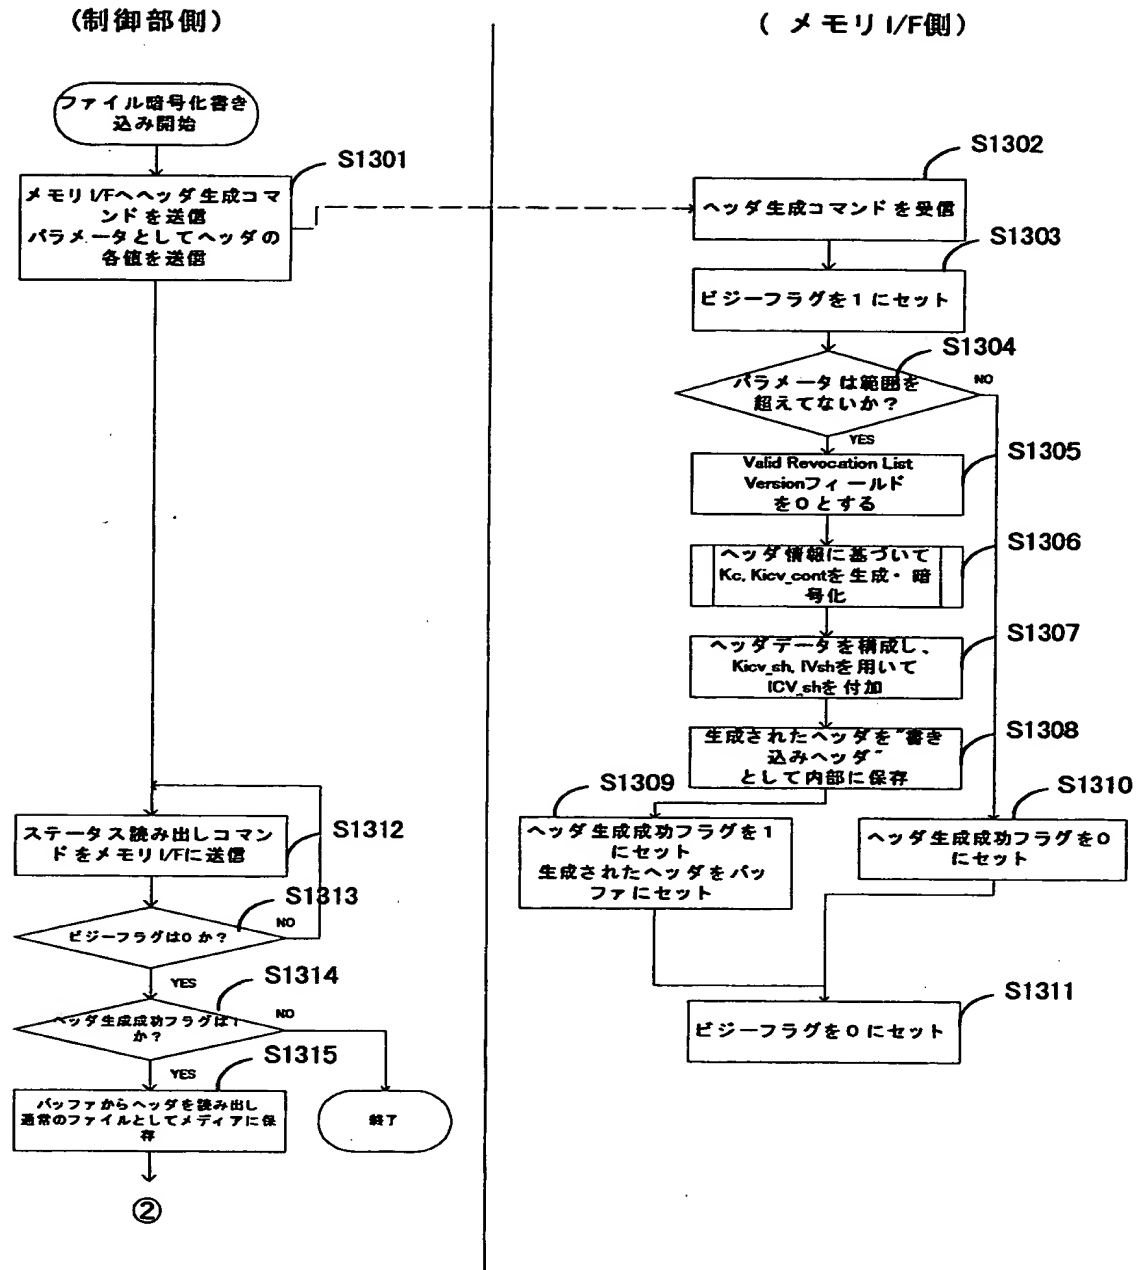 (制御部側)
( メモリI/F側)
ファイル暗号化書き
込み開始
S1301
メモリI/Fへヘッダ生成コマ
ンドを送信
パラメータとしてヘッダの
各値を送信
S1302
ヘッダ生成コマンドを受信
S1303
ビジーフラグを1にセット
S1304
パラメータは範囲を
超えてないか?
NO
YES
S1305
Valid Revocation List
Versionフィールド
を0とする
S1306
ヘッダ情報に基づいて
Kc, Kicv_contを生成・暗
号化
S1307
ヘッダデータを構成し、
Kicv_sh, IVshを用いて
ICV_shを付加
S1308
生成されたヘッダを"書き
込みヘッダ"
として内部に保存
S1309
ヘッダ生成成功フラグを1
にセット
生成されたヘッダをバッ
ファにセット
S1310
ヘッダ生成成功フラグを0
にセット
S1311
ビジーフラグを0にセット
S1312
ステータス読み出しコマン
ドをメモリI/Fに送信
S1313
ビジーフラグは0か?
NO
YES
S1314
ヘッダ生成成功フラグは1
か?
NO
YES
S1315
バッファからヘッダを読み出し
通常のファイルとしてメディアに保
存
終了
②